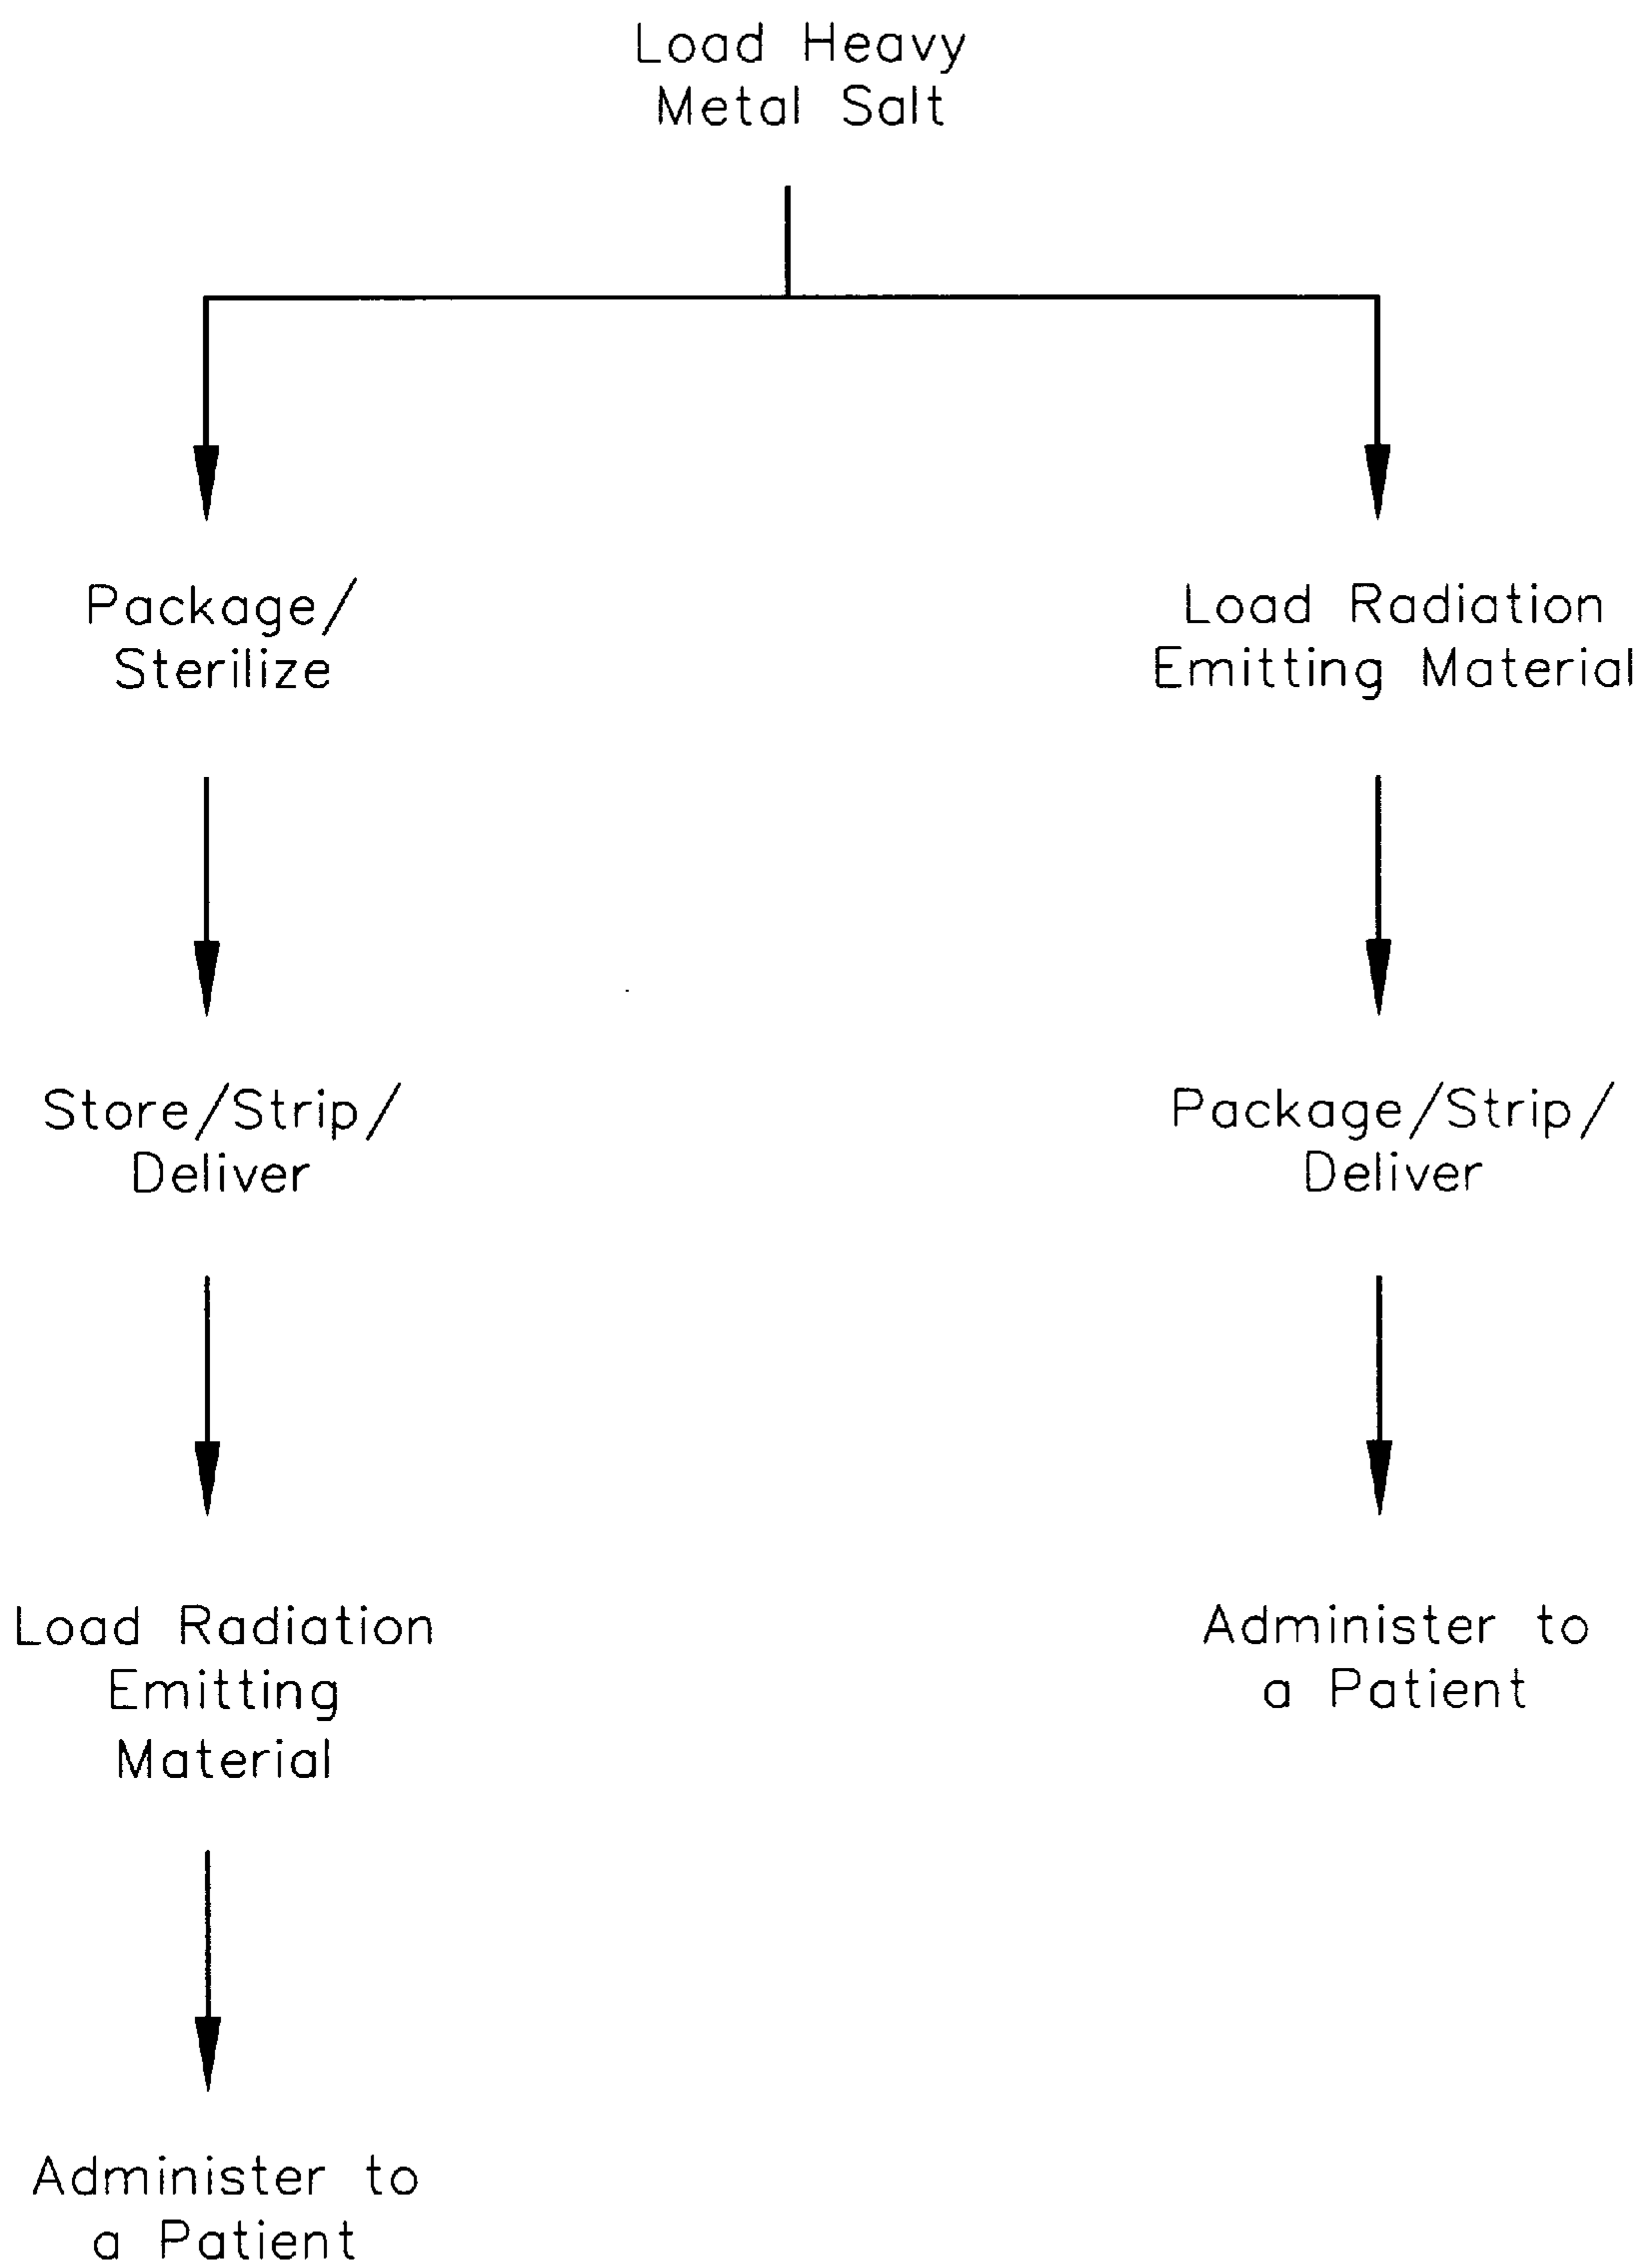 Load Heavy
Metal Salt
Package/
Sterilize
Store/Strip/
Deliver
Load Radiation
Emitting
Material
Administer to
a Patient
Load Radiation
Emitting Material
Package/Strip/
Deliver
Administer to
a Patient